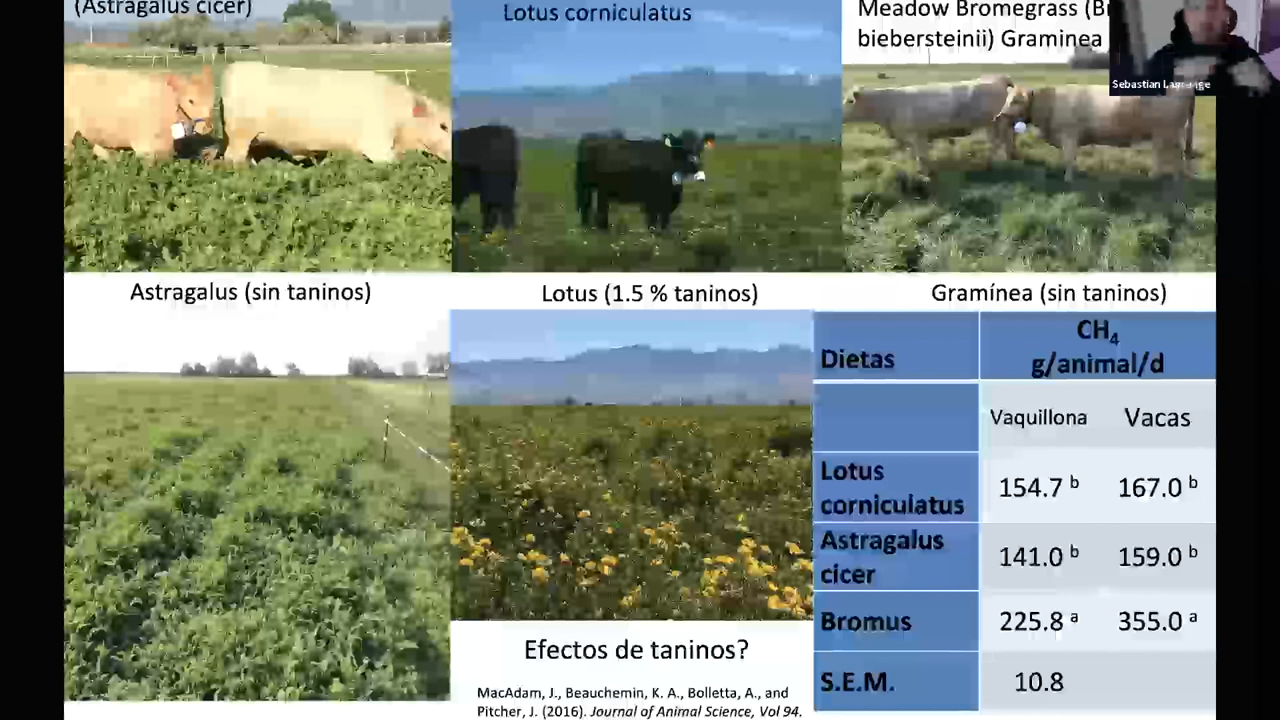 (Astragalus cicer)
Lotus corniculatus
Meadow Bromegrass (B
biebersteinii) Graminea
Sebastian Lagrange
Astragalus (sin taninos)
Lotus (1.5 % taninos)
Gramínea (sin taninos)
Dietas
CH₄
g/animal/d
Vaquillona
Vacas
Lotus
corniculatus
154.7 ᵇ
167.0 ᵇ
Astragalus
cicer
141.0 ᵇ
159.0 ᵇ
Bromus
225.8 ᵃ
355.0 ᵃ
S.E.M.
10.8
Efectos de taninos?
MacAdam, J., Beauchemin, K. A., Bolletta, A., and
Pitcher, J. (2016). Journal of Animal Science, Vol 94.